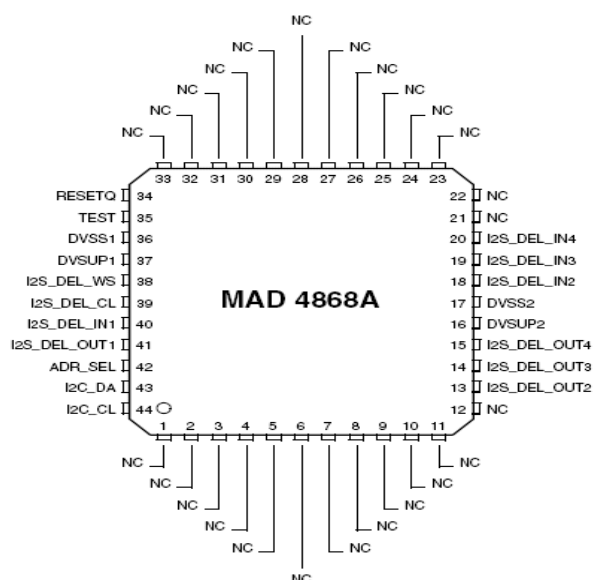 NC
NC NC
NC NC
NC NC
NC NC
NC NC
33 32 31 30 29 28 27 26 25 24 23
RESETQ 34 22 NC
TEST 35 21 NC
DVSS1 36 20 I2S_DEL_IN4
DVSUP1 37 19 I2S_DEL_IN3
I2S_DEL_WS 38 18 I2S_DEL_IN2
I2S_DEL_CL 39 MAD 4868A 17 DVSS2
I2S_DEL_IN1 40 16 DVSUP2
I2S_DEL_OUT1 41 15 I2S_DEL_OUT4
ADR_SEL 42 14 I2S_DEL_OUT3
I2C_DA 43 13 I2S_DEL_OUT2
I2C_CL 44 12 NC
1 2 3 4 5 6 7 8 9 10 11
NC NC
NC NC
NC NC
NC NC
NC NC
NC